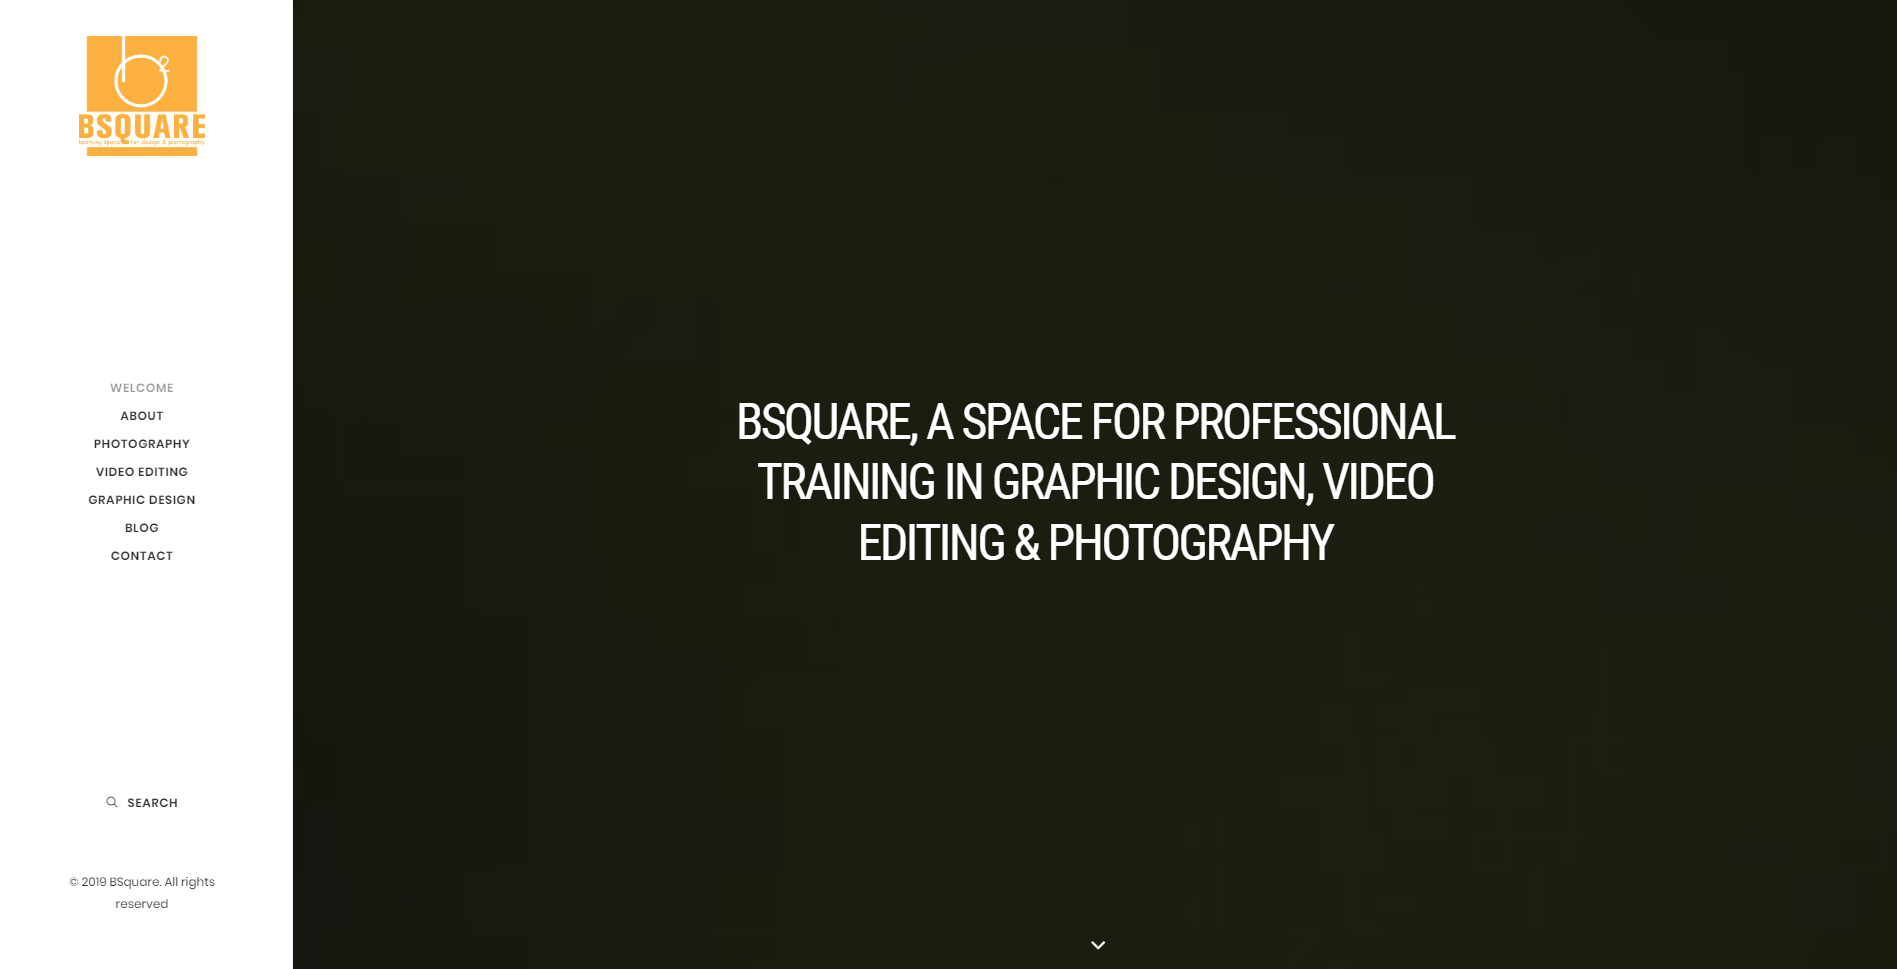 b2
BSQUARE
learning space for design & photography
WELCOME
ABOUT
PHOTOGRAPHY
VIDEO EDITING
GRAPHIC DESIGN
BLOG
CONTACT
SEARCH
© 2019 BSquare. All rights
reserved
BSQUARE, A SPACE FOR PROFESSIONAL
TRAINING IN GRAPHIC DESIGN, VIDEO
EDITING & PHOTOGRAPHY